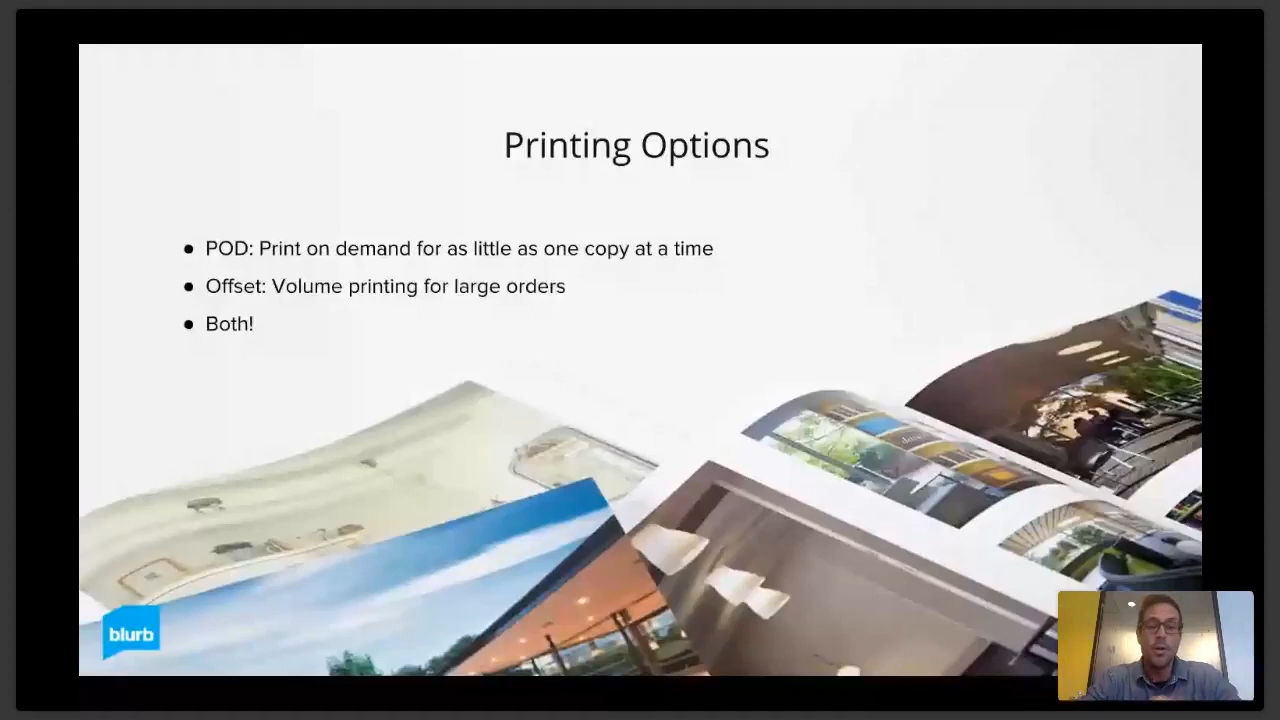 Printing Options
● POD: Print on demand for as little as one copy at a time
● Offset: Volume printing for large orders
● Both!
blurb